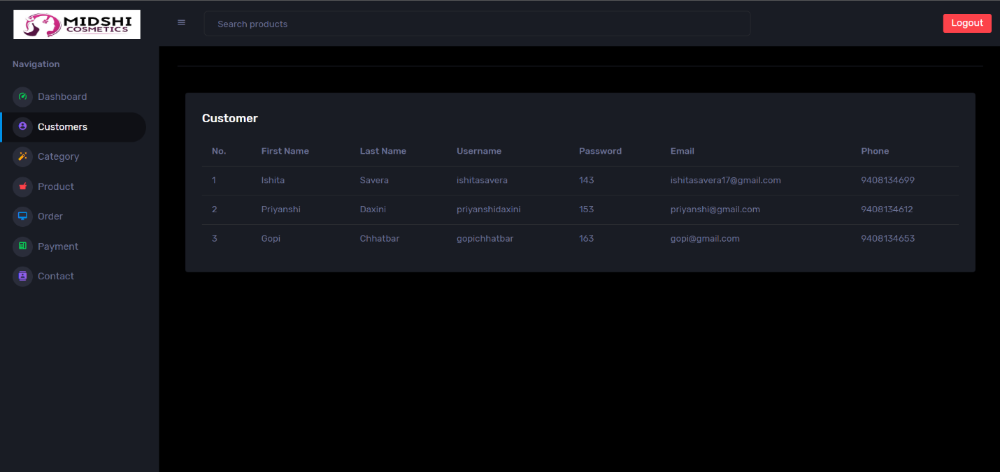 MIDSHI
COSMETICS
Search products
Logout
Navigation
Dashboard
Customers
Category
Product
Order
Payment
Contact
Customer
No. First Name Last Name Username Password Email Phone
1 Ishita Savera ishitasavera 143 ishitasavera17@gmail.com 9408134699
2 Priyanshi Daxini priyanshidaxini 153 priyanshi@gmail.com 9408134612
3 Gopi Chhatbar gopichhatbar 163 gopi@gmail.com 9408134653